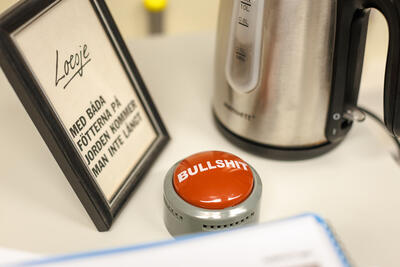 Loesje
MED BÅDA
FÖTTERNA PÅ
JORDEN KOMMER
MAN INTE LÅNGT
BULLSHIT